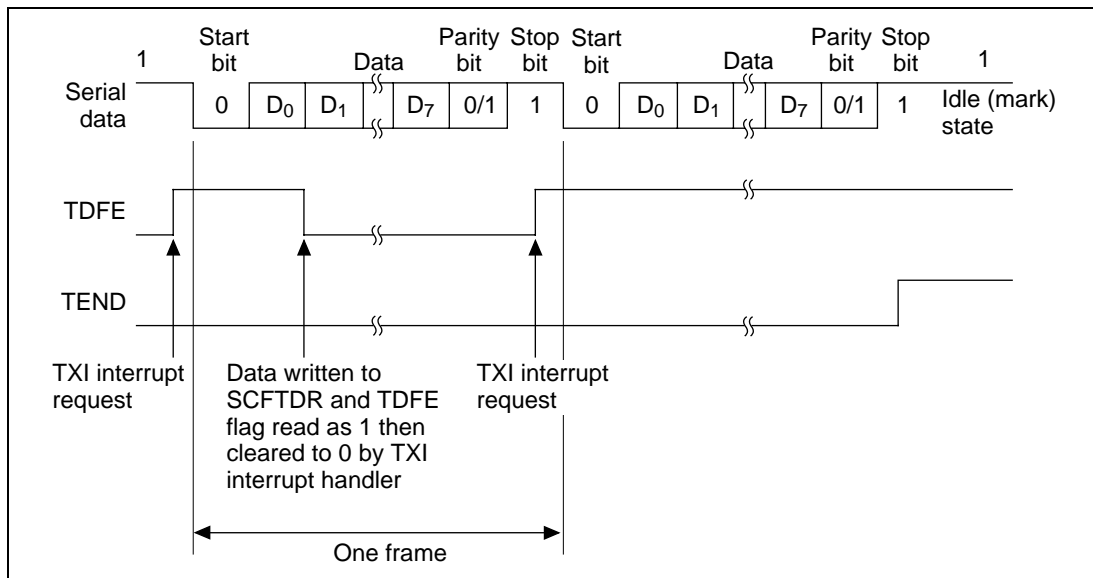 Start bit
Parity bit
Stop bit
Start bit
Parity bit
Stop bit
1
Data
Data
1
Serial data
0
D0
D1
D7
0/1
1
0
D0
D1
D7
0/1
1
Idle (mark) state
TDFE
TEND
TXI interrupt
request
Data written to
SCFTDR and TDFE
flag read as 1 then
cleared to 0 by TXI
interrupt handler
TXI interrupt
request
One frame